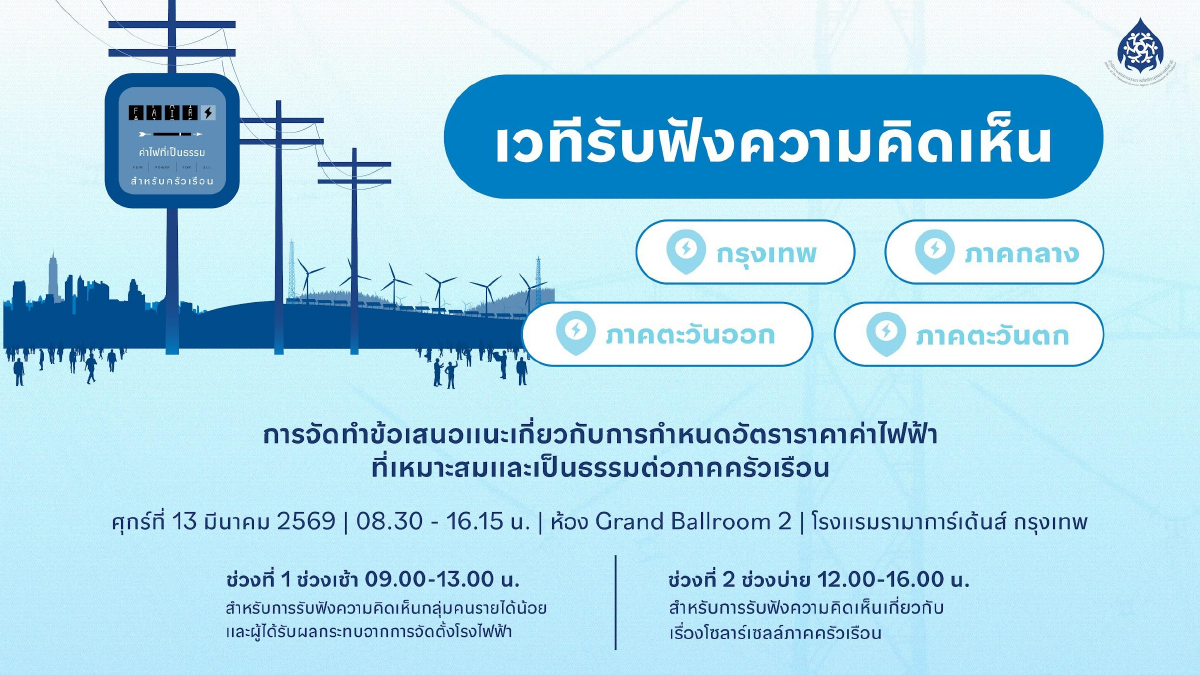 FAIR
ค่าไฟที่เป็นธรรม
FAIR POWER FOR ALL
สำหรับครัวเรือน
เวทีรับฟังความคิดเห็น
กรุงเทพ
ภาคกลาง
ภาคตะวันออก
ภาคตะวันตก
การจัดทำข้อเสนอแนะเกี่ยวกับการกำหนดอัตราราคาค่าไฟฟ้า
ที่เหมาะสมและเป็นธรรมต่อภาคครัวเรือน
ศุกร์ที่ 13 มีนาคม 2569 | 08.30 - 16.15 น. | ห้อง Grand Ballroom 2 | โรงแรมรามาการ์เด้นส์ กรุงเทพ
ช่วงที่ 1 ช่วงเช้า 09.00-13.00 น.
สำหรับการรับฟังความคิดเห็นกลุ่มคนรายได้น้อย
และผู้ได้รับผลกระทบจากการจัดตั้งโรงไฟฟ้า
ช่วงที่ 2 ช่วงบ่าย 12.00-16.00 น.
สำหรับการรับฟังความคิดเห็นเกี่ยวกับ
เรื่องโซลาร์เซลล์ภาคครัวเรือน